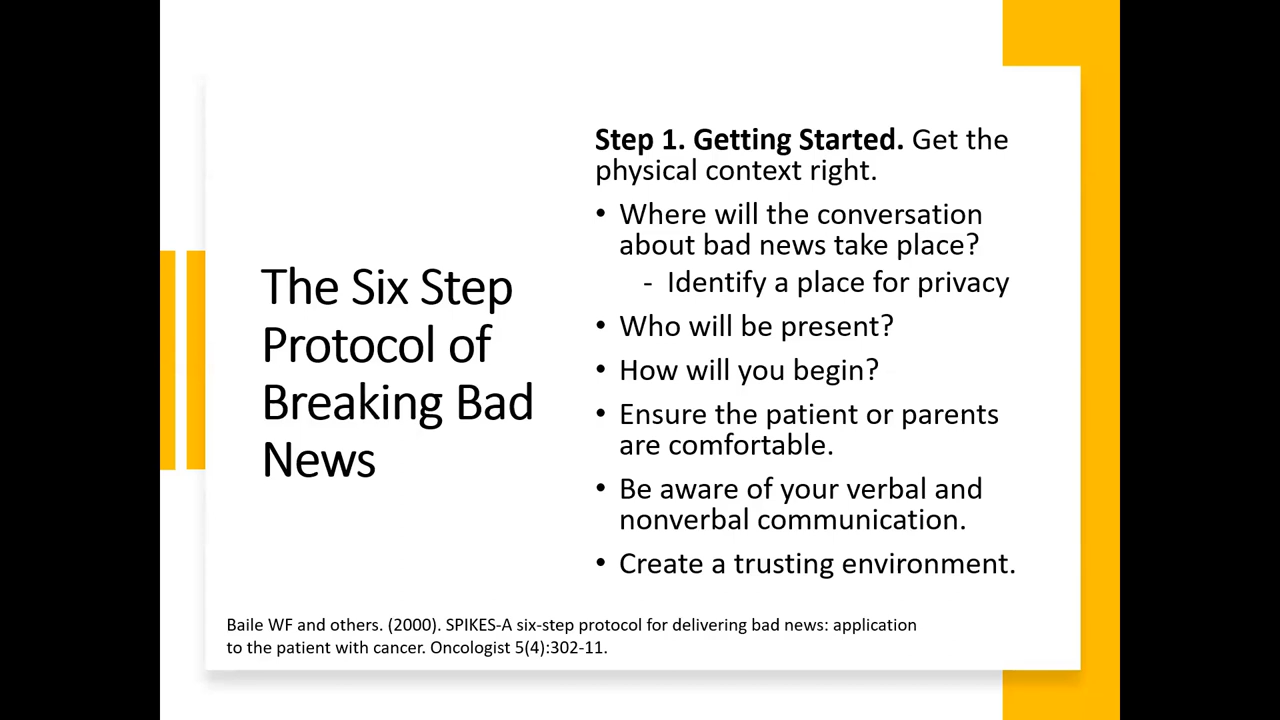 The Six Step
Protocol of
Breaking Bad
News
Step 1. Getting Started. Get the
physical context right.
• Where will the conversation
about bad news take place?
- Identify a place for privacy
• Who will be present?
• How will you begin?
• Ensure the patient or parents
are comfortable.
• Be aware of your verbal and
nonverbal communication.
• Create a trusting environment.
Baile WF and others. (2000). SPIKES-A six-step protocol for delivering bad news: application
to the patient with cancer. Oncologist 5(4):302-11.